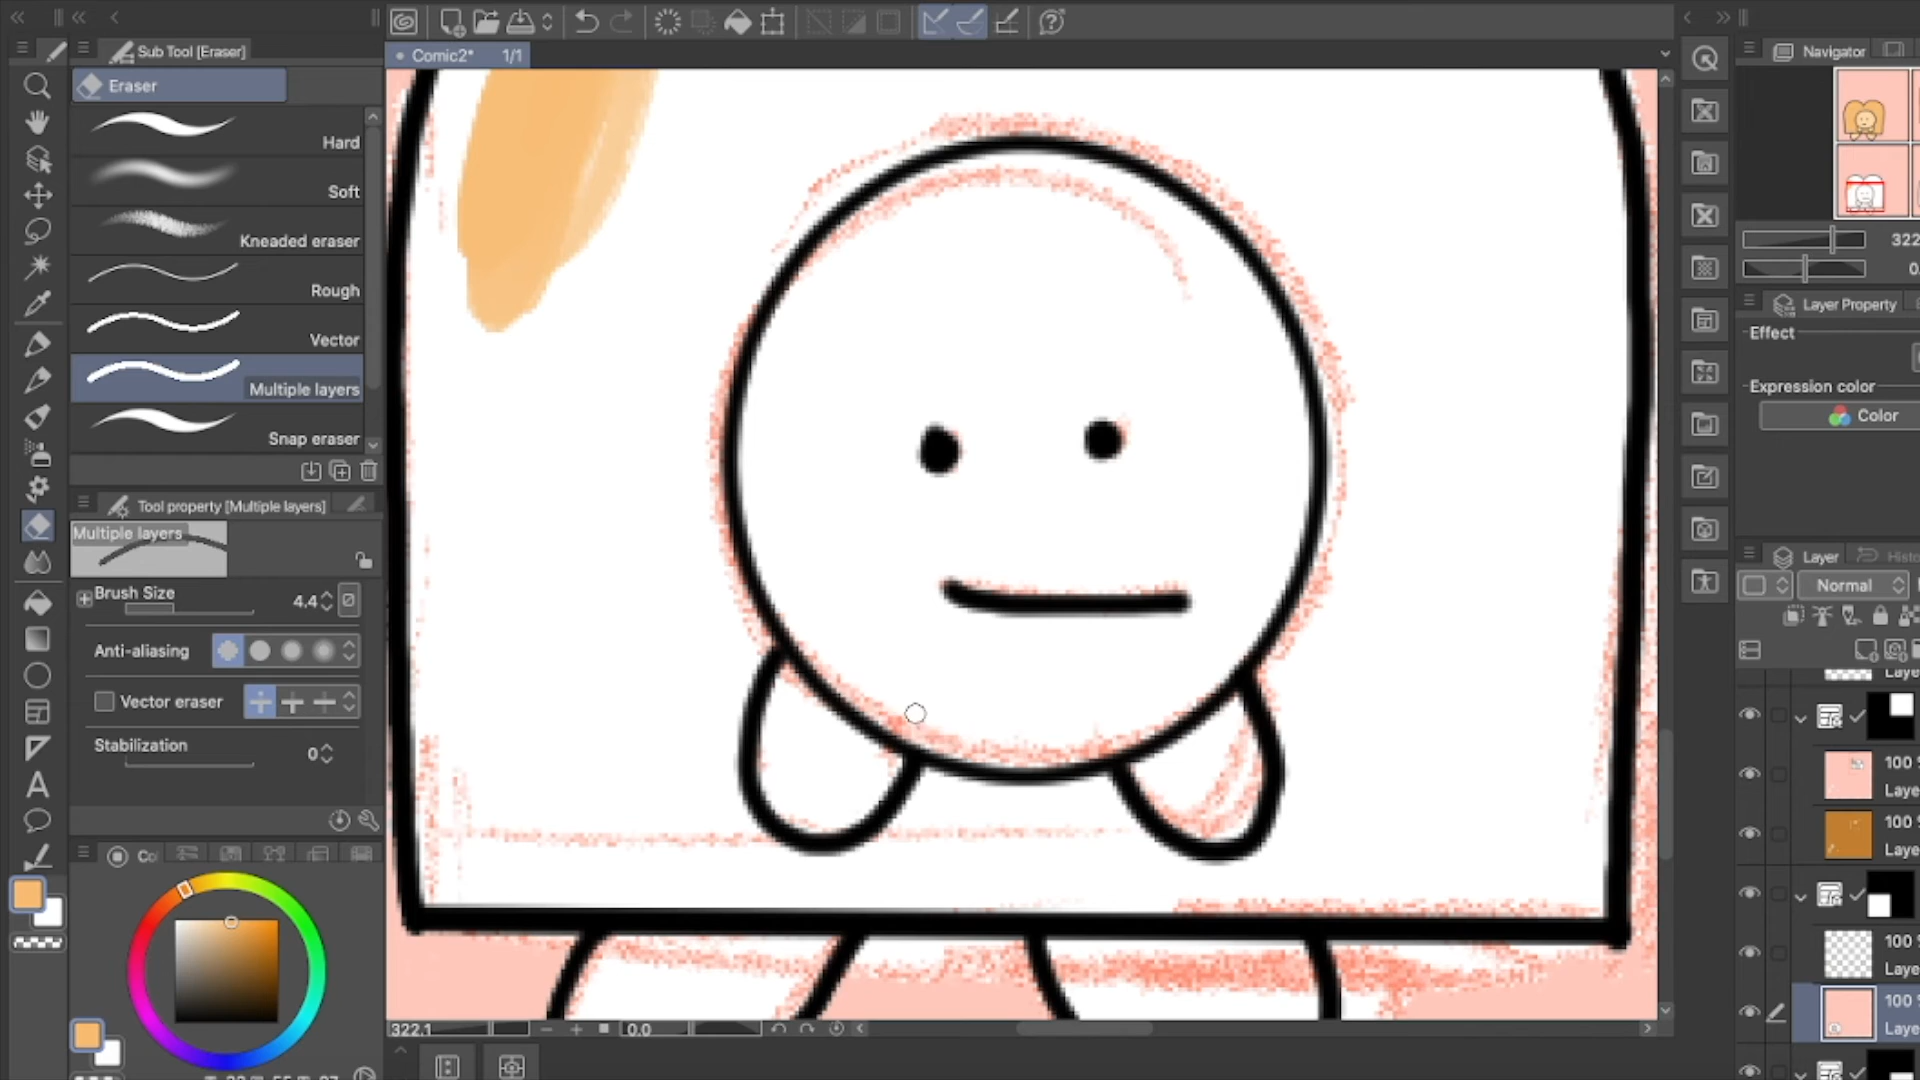 Comic2* 1/1
Sub Tool [Eraser]
Eraser
Hard
Soft
Kneaded eraser
Rough
Vector
Multiple layers
Snap eraser
Tool property [Multiple layers]
Multiple layers
Brush Size 4.4
Anti-aliasing
Vector eraser
Stabilization 0
322.1 0.0
Navigator
322
0.
Layer Property
Effect
Expression color
Color
Layer Histo
Normal
Laye
100
Laye
100
Laye
100
Laye
100
Laye